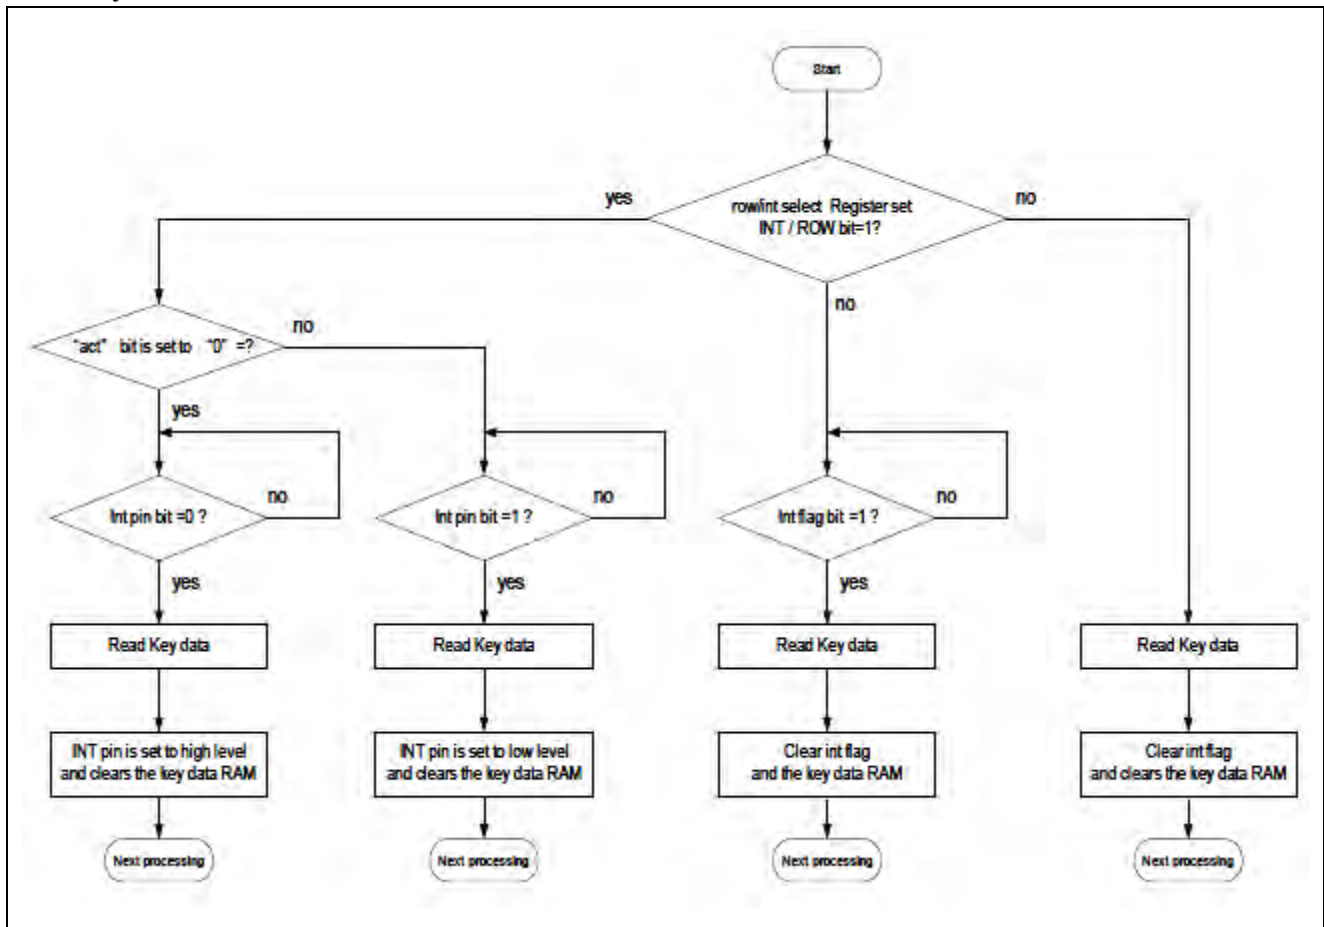 Start
yes
row/int select Register set
INT / ROW bit=1?
no
no
"act" bit is set to "0" =?
no
yes
Int pin bit =0 ?
no
Int pin bit =1 ?
no
Int flag bit =1 ?
no
yes
yes
yes
Read Key data
Read Key data
Read Key data
Read Key data
INT pin is set to high level
and clears the key data RAM
INT pin is set to low level
and clears the key data RAM
Clear int flag
and the key data RAM
Clear int flag
and clears the key data RAM
Next processing
Next processing
Next processing
Next processing